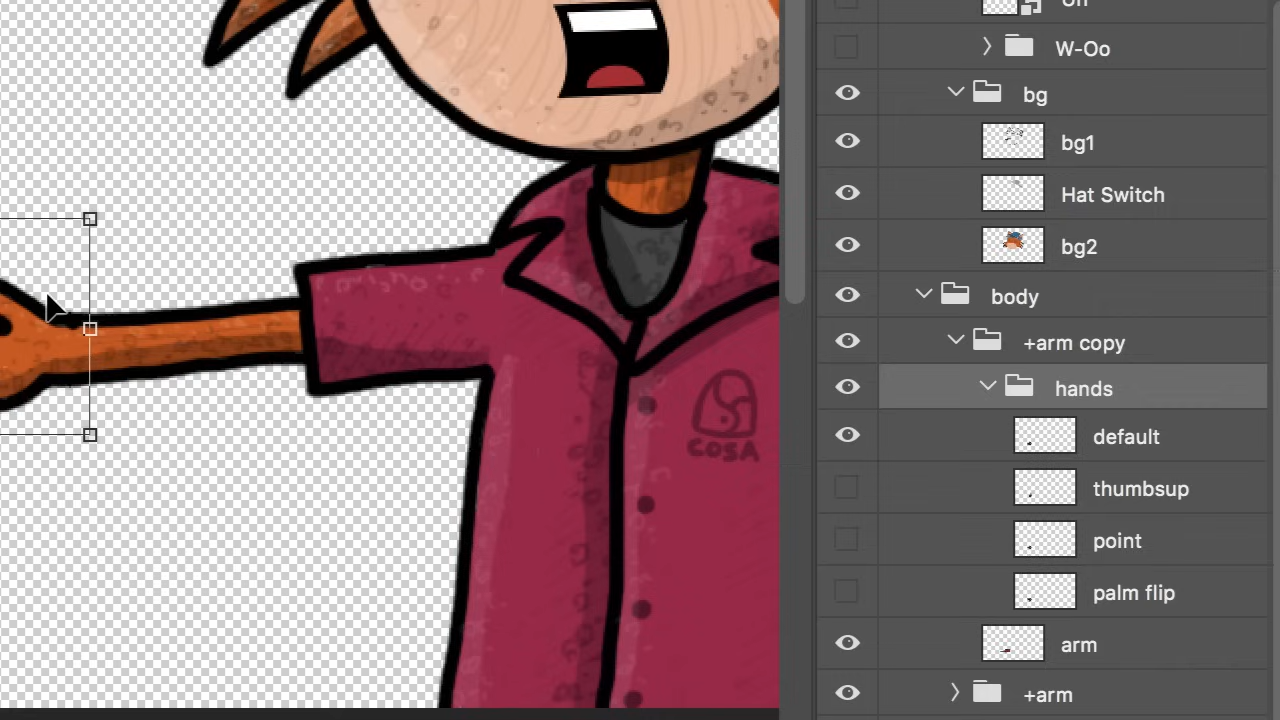 W-Oo
bg
bg1
Hat Switch
bg2
body
+arm copy
hands
default
thumbsup
point
palm flip
arm
+arm
COSA